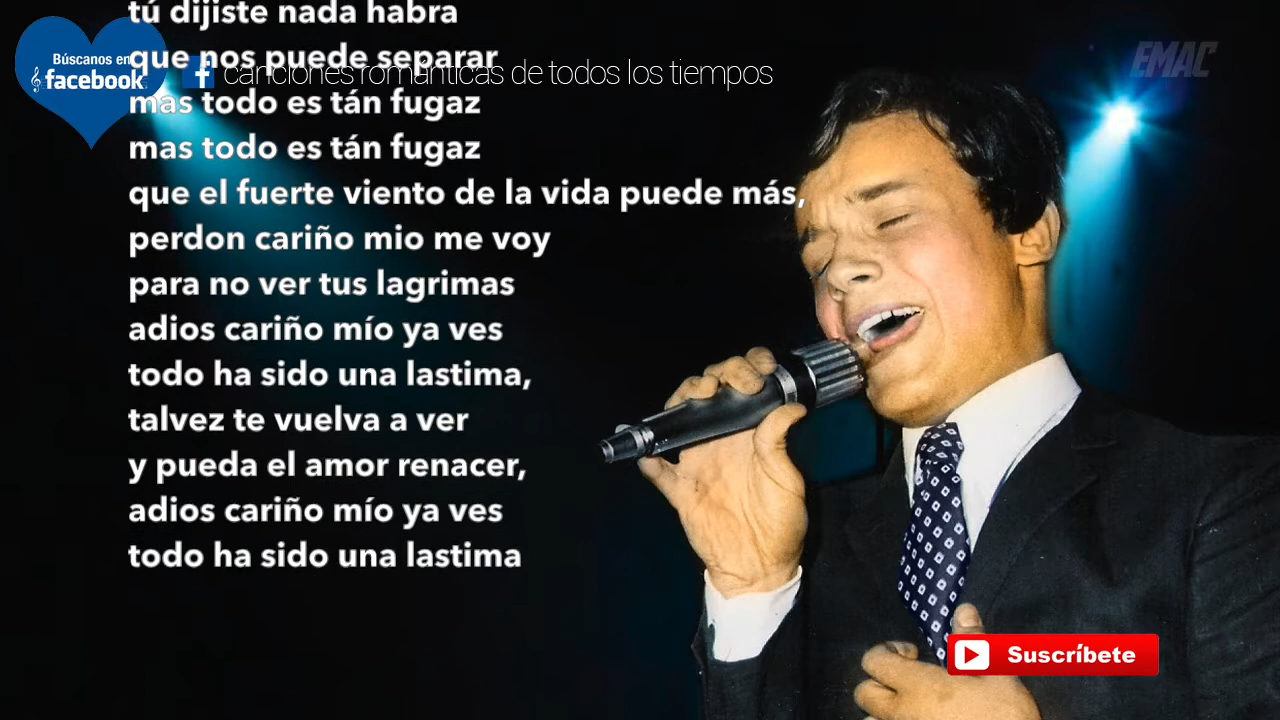 tú dijiste nada habra
Búscanos en
facebook
que nos puede separar
canciones románticas de todos los tiempos
EMAC
mas todo es tán fugaz
mas todo es tán fugaz
que el fuerte viento de la vida puede más,
perdon cariño mio me voy
para no ver tus lagrimas
adios cariño mío ya ves
todo ha sido una lastima,
talvez te vuelva a ver
y pueda el amor renacer,
adios cariño mío ya ves
todo ha sido una lastima
Suscríbete